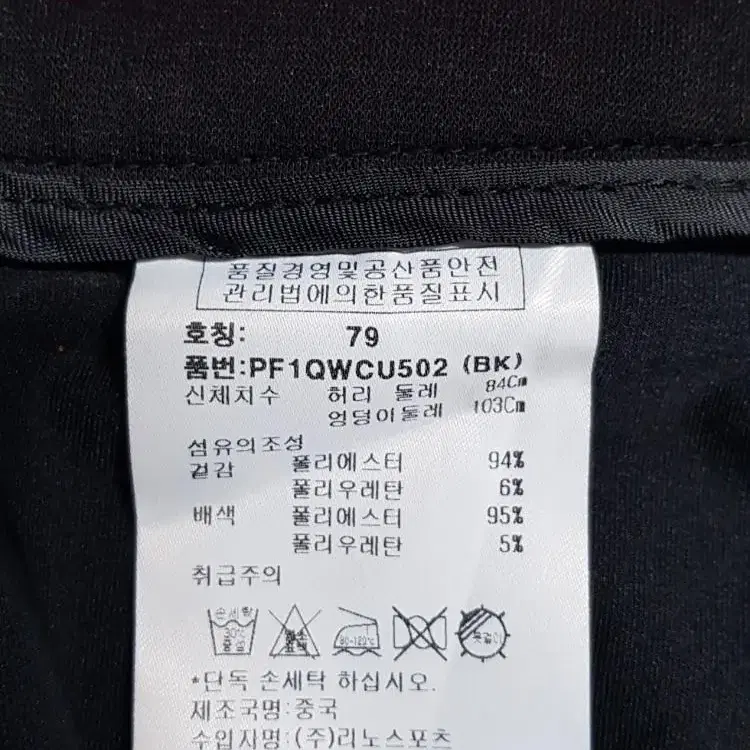 품질경영및공산품안전
관리법에의한품질표시
호칭: 79
품번:PF1QWCU502 (BK)
신체치수 허리 둘레 84Cm
엉덩이둘레 103Cm
섬유의조성
겉감 폴리에스터 94%
폴리우레탄 6%
배색 폴리에스터 95%
폴리우레탄 5%
취급주의
손세탁
30℃
중성
80~120℃
옷걸이
*단독 손세탁 하십시오.
제조국명:중국
수입자명:(주)리노스포츠